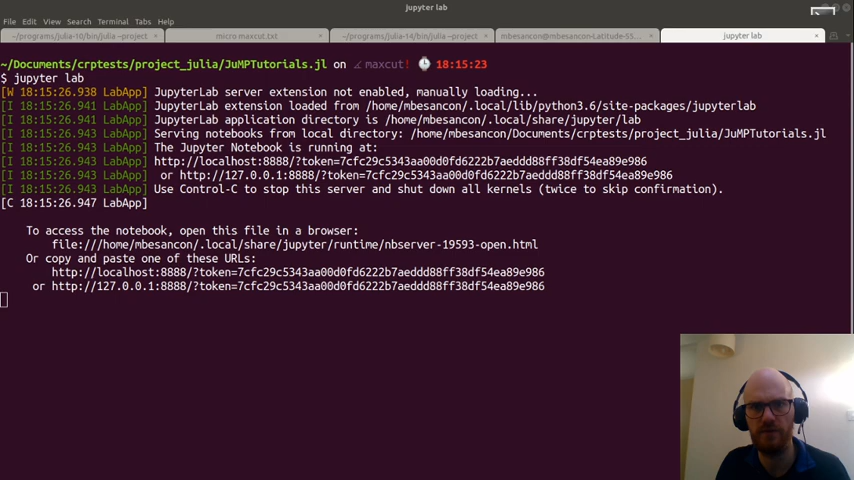 Jupyter lab
File Edit View Search Terminal Tabs Help
~/programs/julia-10/bin/julia --project × micro maxcut.txt × ~/programs/julia-14/bin/julia --project × mbesancon@mbesancon-Latitude-55... × jupyter lab ×
~/Documents/crptests/project_julia/JuMPTutorials.jl on maxcut! 18:15:23
$ jupyter lab
[W 18:15:26.938 LabApp] JupyterLab server extension not enabled, manually loading...
[I 18:15:26.941 LabApp] JupyterLab extension loaded from /home/mbesancon/.local/lib/python3.6/site-packages/jupyterlab
[I 18:15:26.941 LabApp] JupyterLab application directory is /home/mbesancon/.local/share/jupyter/lab
[I 18:15:26.943 LabApp] Serving notebooks from local directory: /home/mbesancon/Documents/crptests/project_julia/JuMPTutorials.jl
[I 18:15:26.943 LabApp] The Jupyter Notebook is running at:
[I 18:15:26.943 LabApp] http://localhost:8888/?token=7cfc29c5343aa00d0fd6222b7aeddd88ff38df54ea89e986
[I 18:15:26.943 LabApp] or http://127.0.0.1:8888/?token=7cfc29c5343aa00d0fd6222b7aeddd88ff38df54ea89e986
[I 18:15:26.943 LabApp] Use Control-C to stop this server and shut down all kernels (twice to skip confirmation).
[C 18:15:26.947 LabApp]
To access the notebook, open this file in a browser:
file:///home/mbesancon/.local/share/jupyter/runtime/nbserver-19593-open.html
Or copy and paste one of these URLs:
http://localhost:8888/?token=7cfc29c5343aa00d0fd6222b7aeddd88ff38df54ea89e986
or http://127.0.0.1:8888/?token=7cfc29c5343aa00d0fd6222b7aeddd88ff38df54ea89e986